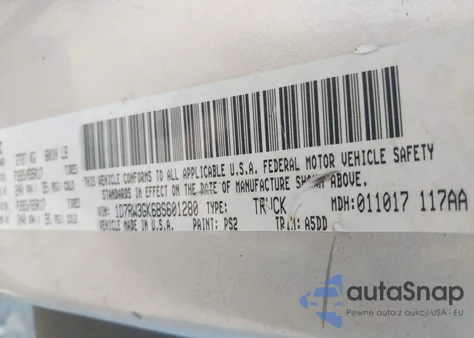 THIS VEHICLE CONFORMS TO ALL APPLICABLE U.S.A. FEDERAL MOTOR VEHICLE SAFETY
STANDARDS IN EFFECT ON THE DATE OF MANUFACTURE SHOWN ABOVE.
VIN: 1D7RW3GK6BS601280 TYPE: TRUCK MDH: 011017 117AA
MADE IN U.S.A. PAINT: PS2 TRIM: A5DD
autoSnap
Pewne auta z aukcji USA i EU